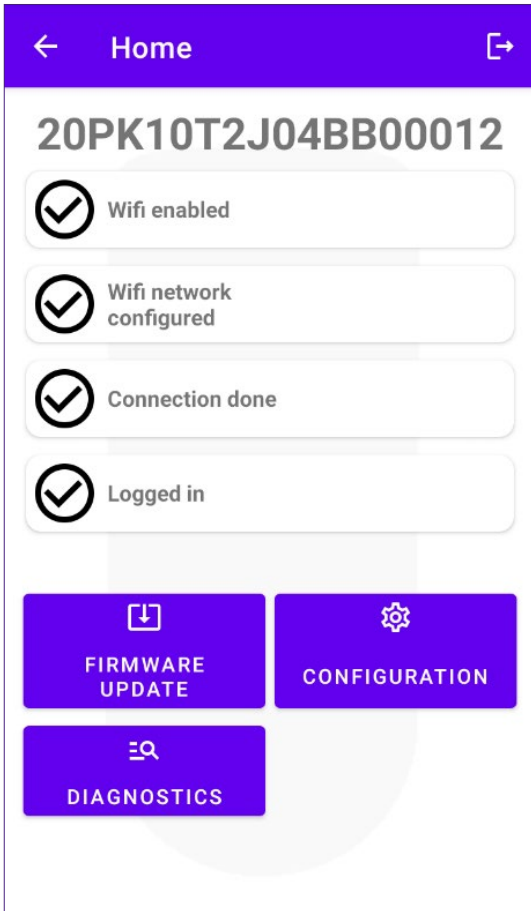 Home
20PK10T2J04BB00012
Wifi enabled
Wifi network
configured
Connection done
Logged in
FIRMWARE
UPDATE
CONFIGURATION
DIAGNOSTICS